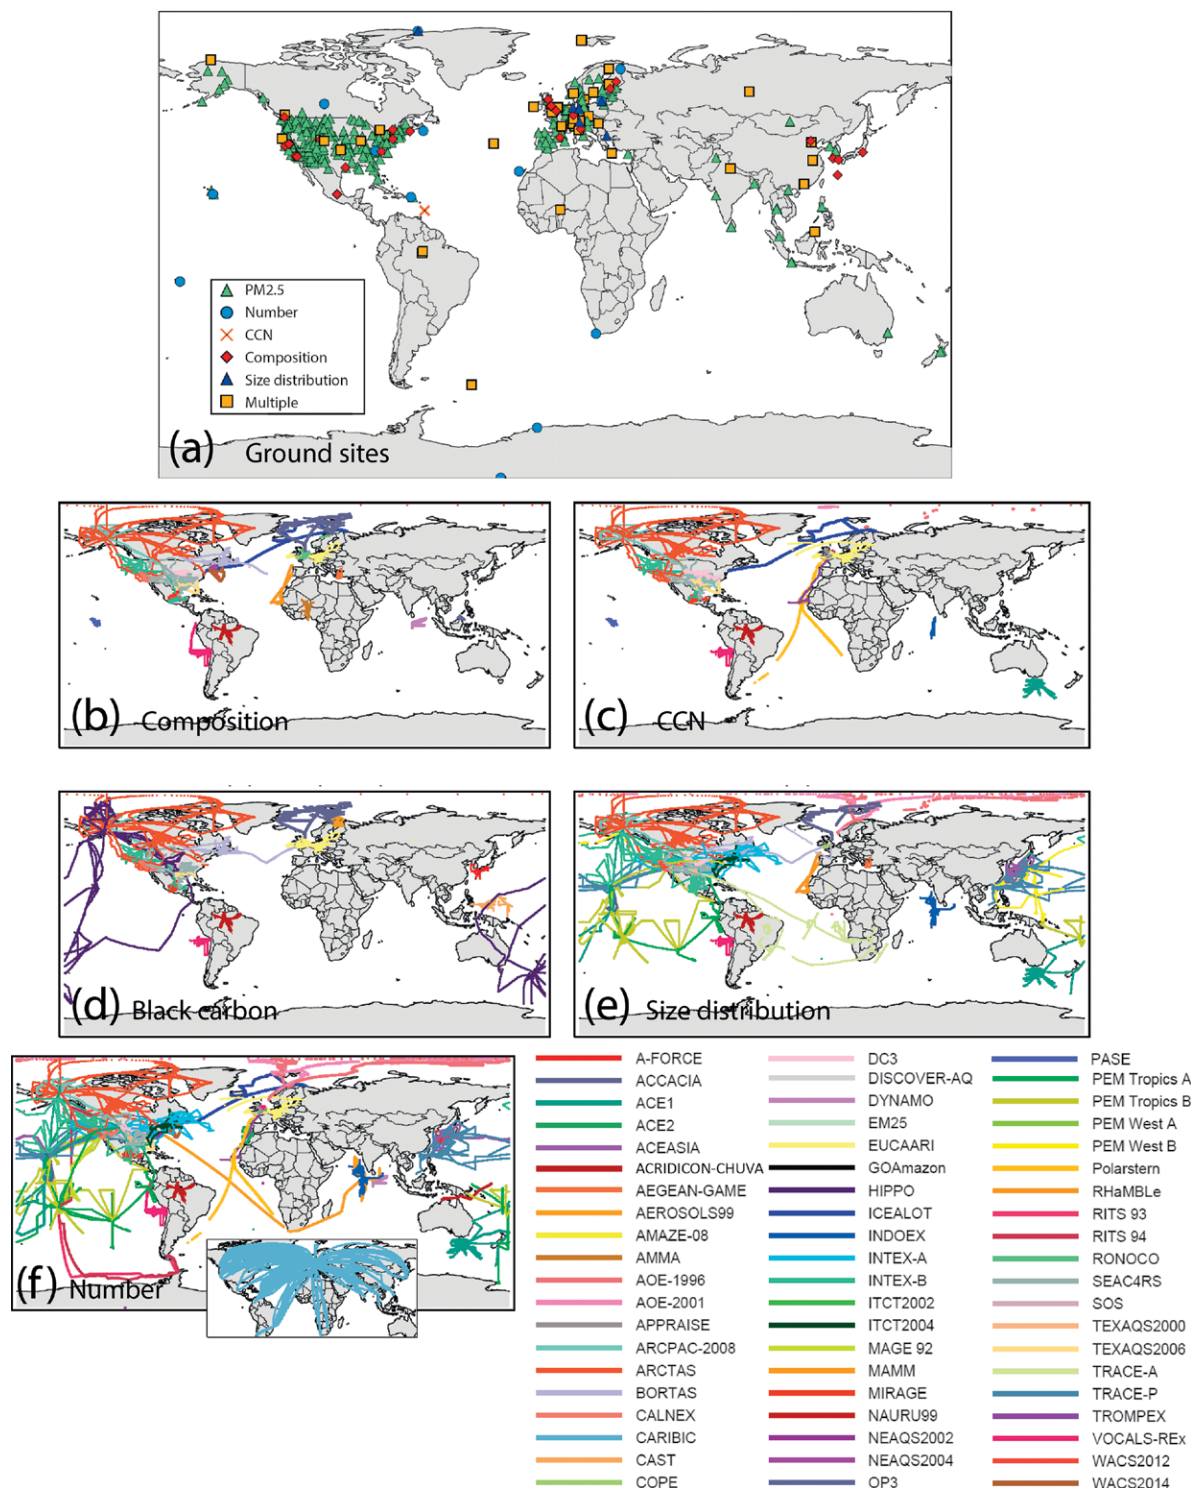 PM2.5
Number
CCN
Composition
Size distribution
Multiple
(a) Ground sites
(b) Composition
(c) CCN
(d) Black carbon
(e) Size distribution
(f) Number
A-FORCE
ACCACIA
ACE1
ACE2
ACEASIA
ACRIDICON-CHUVA
AEGEAN-GAME
AEROSOLS99
AMAZE-08
AMMA
AOE-1996
AOE-2001
APPRAISE
ARCPAC-2008
ARCTAS
BORTAS
CALNEX
CARIBIC
CAST
COPE
DC3
DISCOVER-AQ
DYNAMO
EM25
EUCAARI
GOAmazon
HIPPO
ICEALOT
INDOEX
INTEX-A
INTEX-B
ITCT2002
ITCT2004
MAGE 92
MAMM
MIRAGE
NAURU99
NEAQS2002
NEAQS2004
OP3
PASE
PEM Tropics A
PEM Tropics B
PEM West A
PEM West B
Polarstern
RHaMBLe
RITS 93
RITS 94
RONOCO
SEAC4RS
SOS
TEXAQS2000
TEXAQS2006
TRACE-A
TRACE-P
TROMPEX
VOCALS-REx
WACS2012
WACS2014